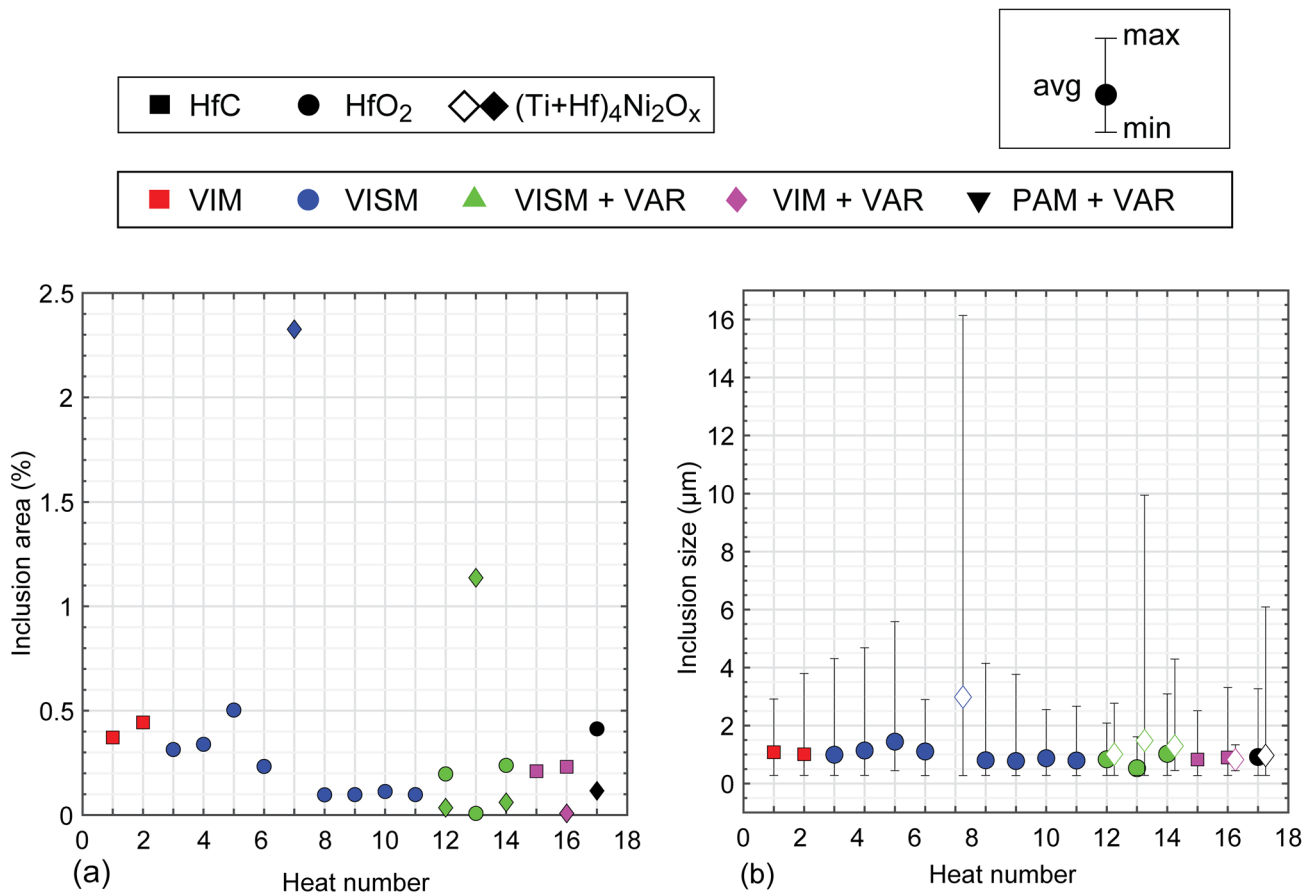 max
avg
min
HfC HfO₂ (Ti+Hf)₄Ni₂Oₓ
VIM VISM VISM + VAR VIM + VAR PAM + VAR
2.5
2
1.5
1
0.5
0
Inclusion area (%)
0 2 4 6 8 10 12 14 16 18
Heat number
(a)
16
14
12
10
8
6
4
2
0
Inclusion size (µm)
0 2 4 6 8 10 12 14 16 18
Heat number
(b)